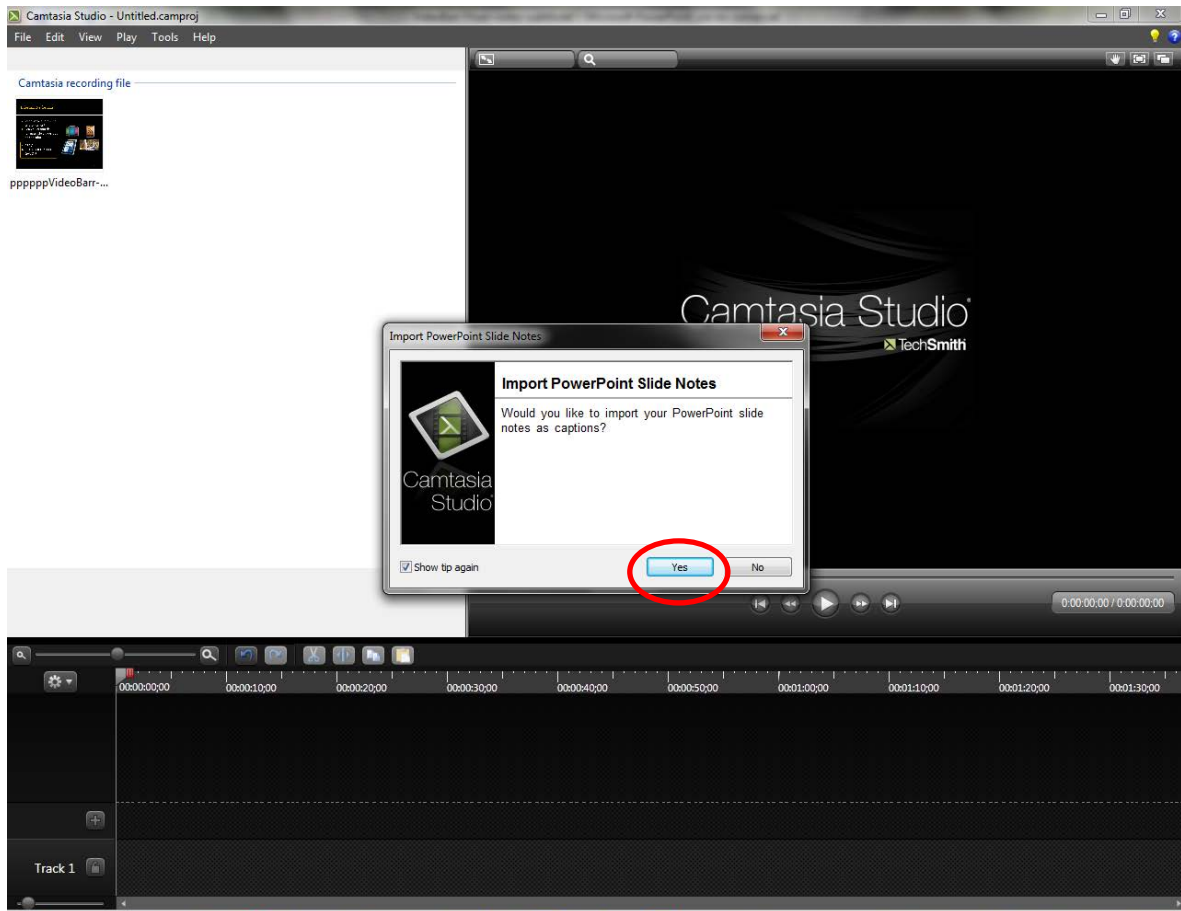 Camtasia Studio - Untitled.camproj
File Edit View Play Tools Help
Camtasia recording file
ppppppVideoBarr-...
Camtasia Studio
TechSmith
Import PowerPoint Slide Notes
Import PowerPoint Slide Notes
Would you like to import your PowerPoint slide
notes as captions?
Camtasia
Studio
Show tip again
Yes No
0:00:00;00 / 0:00:00;00
00:00:00;00 00:00:10;00 00:00:20;00 00:00:30;00 00:00:40;00 00:00:50;00 00:01:00;00 00:01:10;00 00:01:20;00 00:01:30;00
Track 1